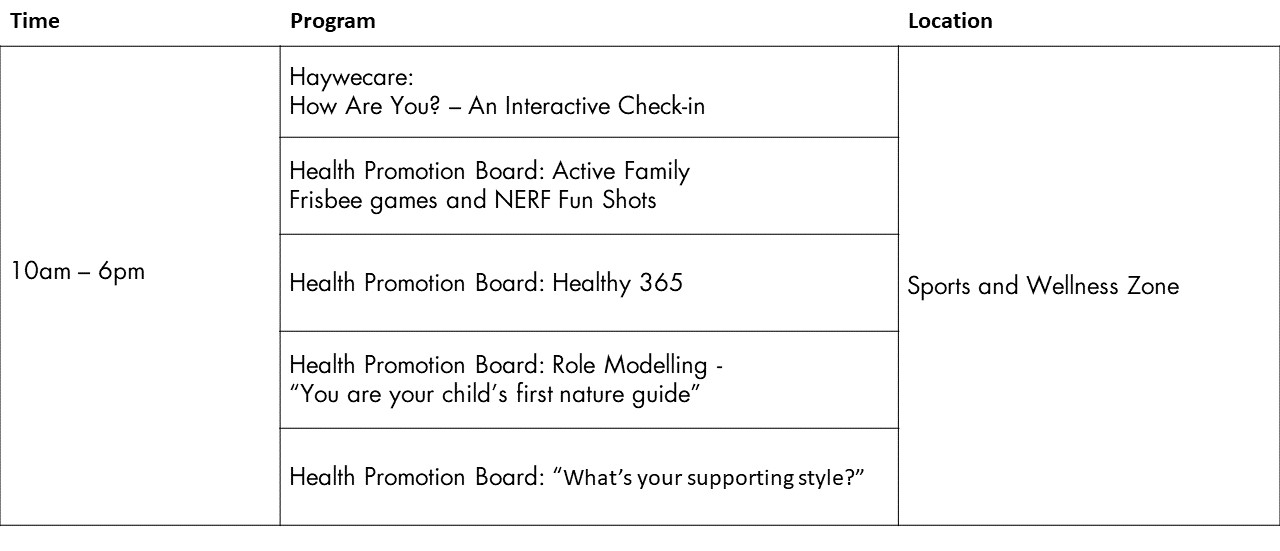 Time
Program
Location
10am – 6pm
Haywecare:
How Are You? – An Interactive Check-in
Health Promotion Board: Active Family
Frisbee games and NERF Fun Shots
Health Promotion Board: Healthy 365
Health Promotion Board: Role Modelling -
“You are your child’s first nature guide”
Health Promotion Board: “What’s your supporting style?”
Sports and Wellness Zone